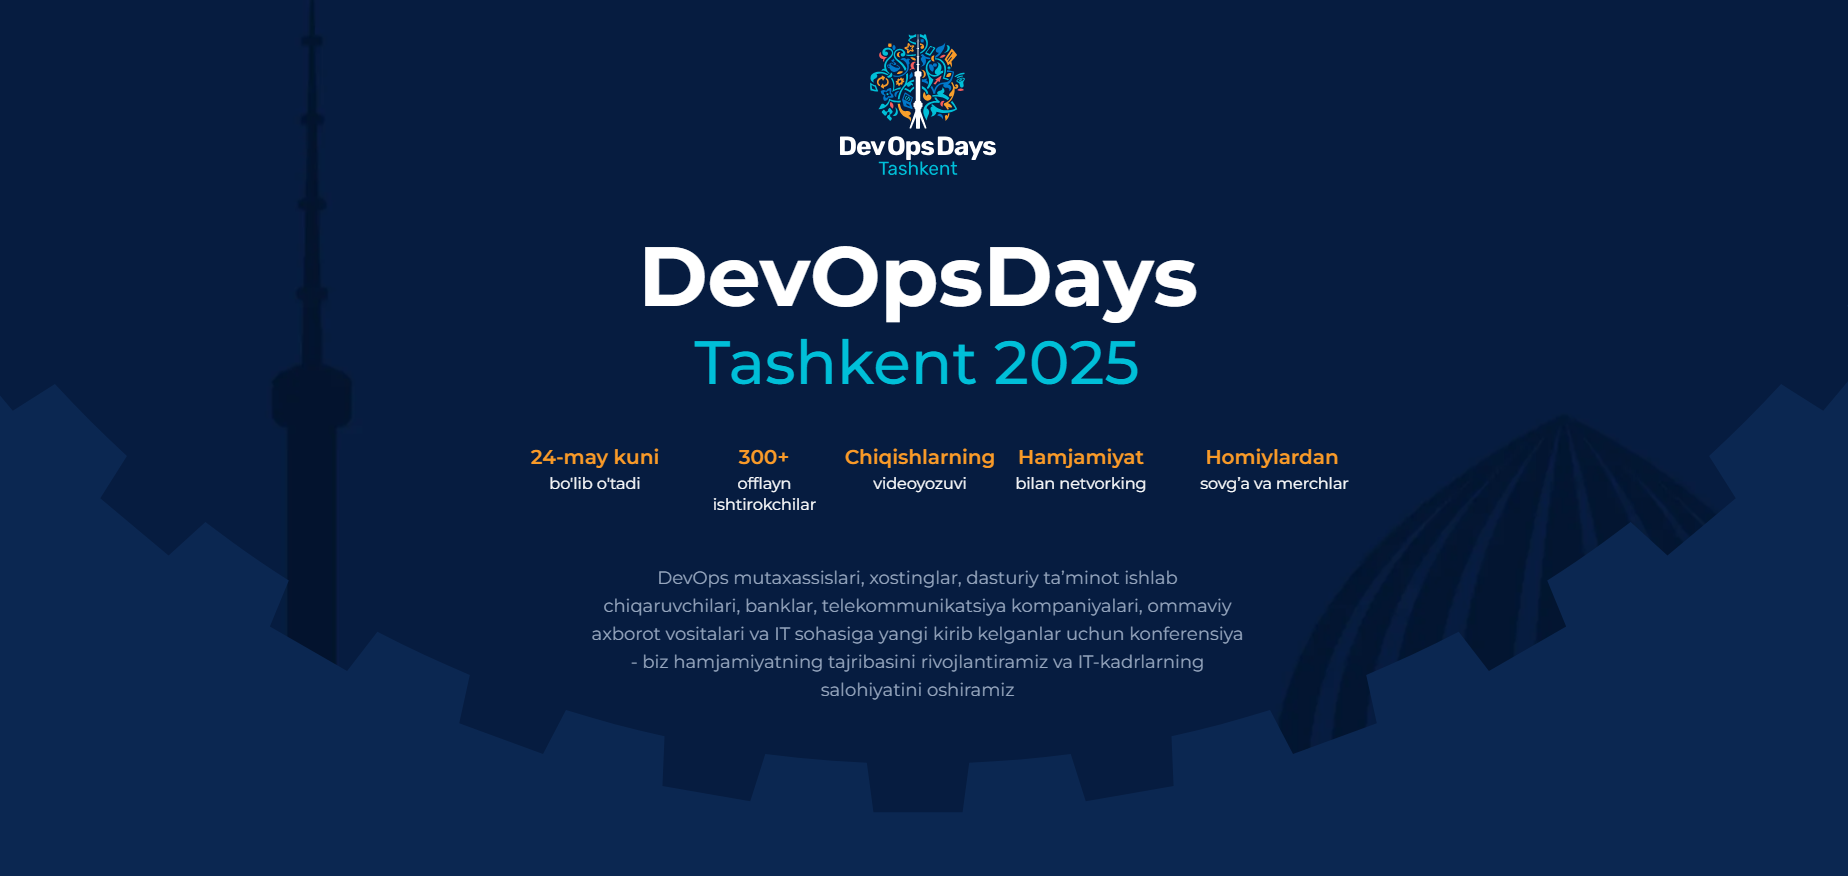 DevOpsDays
Tashkent
DevOpsDays
Tashkent 2025
24-may kuni
bo'lib o'tadi
300+
offlayn
ishtirokchilar
Chiqishlarning
videoyozuvi
Hamjamiyat
bilan networking
Homiylardan
sovg’a va merchlar
DevOps mutaxassislari, xostinglar, dasturiy ta’minot ishlab
chiqaruvchilari, banklar, telekommunikatsiya kompaniyalari, ommaviy
axborot vositalari va IT sohasiga yangi kirib kelganlar uchun konferensiya
- biz hamjamiyatning tajribasini rivojlantiramiz va IT-kadrlarning
salohiyatini oshiramiz